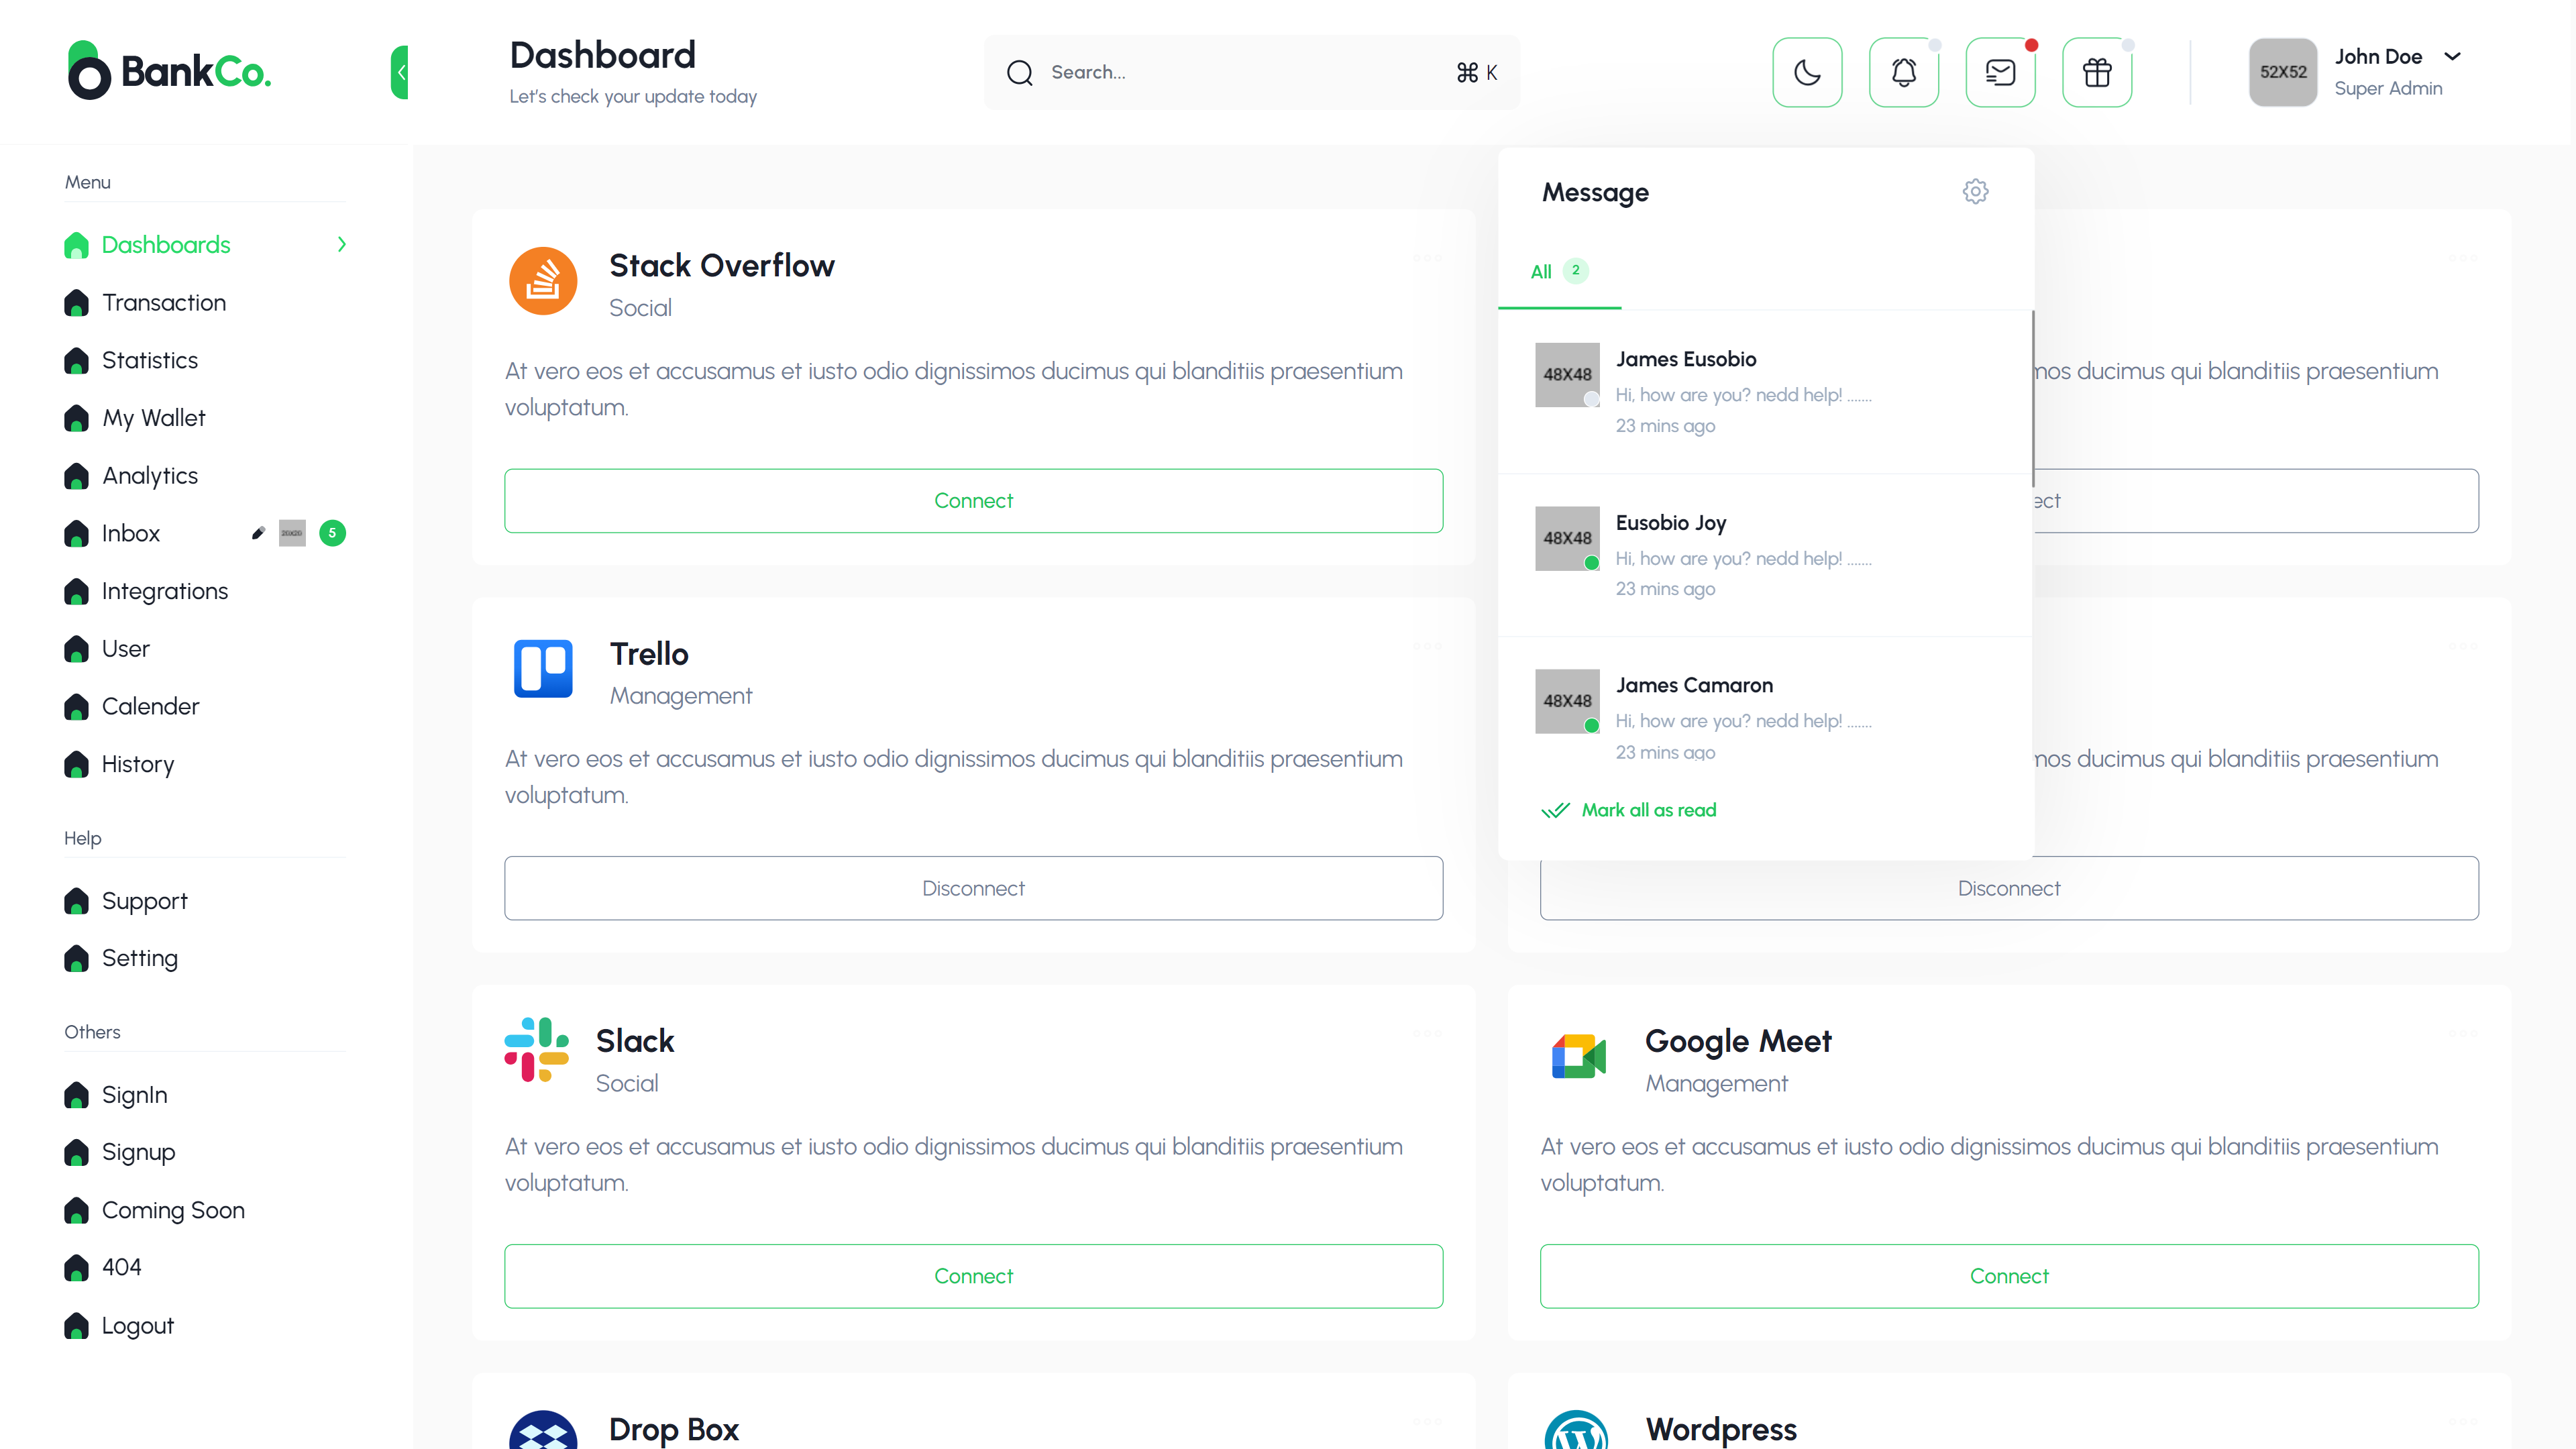 BankCo.
Dashboard
Let's check your update today
Search...
⌘ K
52X52
John Doe
Super Admin
Menu
Dashboards
Transaction
Statistics
My Wallet
Analytics
Inbox
5
Integrations
User
Calender
History
Help
Support
Setting
Others
SignIn
Signup
Coming Soon
404
Logout
Stack Overflow
Social
At vero eos et accusamus et iusto odio dignissimos ducimus qui blanditiis praesentium
voluptatum.
Connect
Message
All 2
48X48
James Eusobio
Hi, how are you? nedd help! .......
23 mins ago
48X48
Eusobio Joy
Hi, how are you? nedd help! .......
23 mins ago
48X48
James Camaron
Hi, how are you? nedd help! .......
23 mins ago
Mark all as read
ducimus qui blanditiis praesentium
Trello
Management
At vero eos et accusamus et iusto odio dignissimos ducimus qui blanditiis praesentium
voluptatum.
Disconnect
ducimus qui blanditiis praesentium
Disconnect
Slack
Social
At vero eos et accusamus et iusto odio dignissimos ducimus qui blanditiis praesentium
voluptatum.
Connect
Google Meet
Management
At vero eos et accusamus et iusto odio dignissimos ducimus qui blanditiis praesentium
voluptatum.
Connect
Drop Box
Wordpress